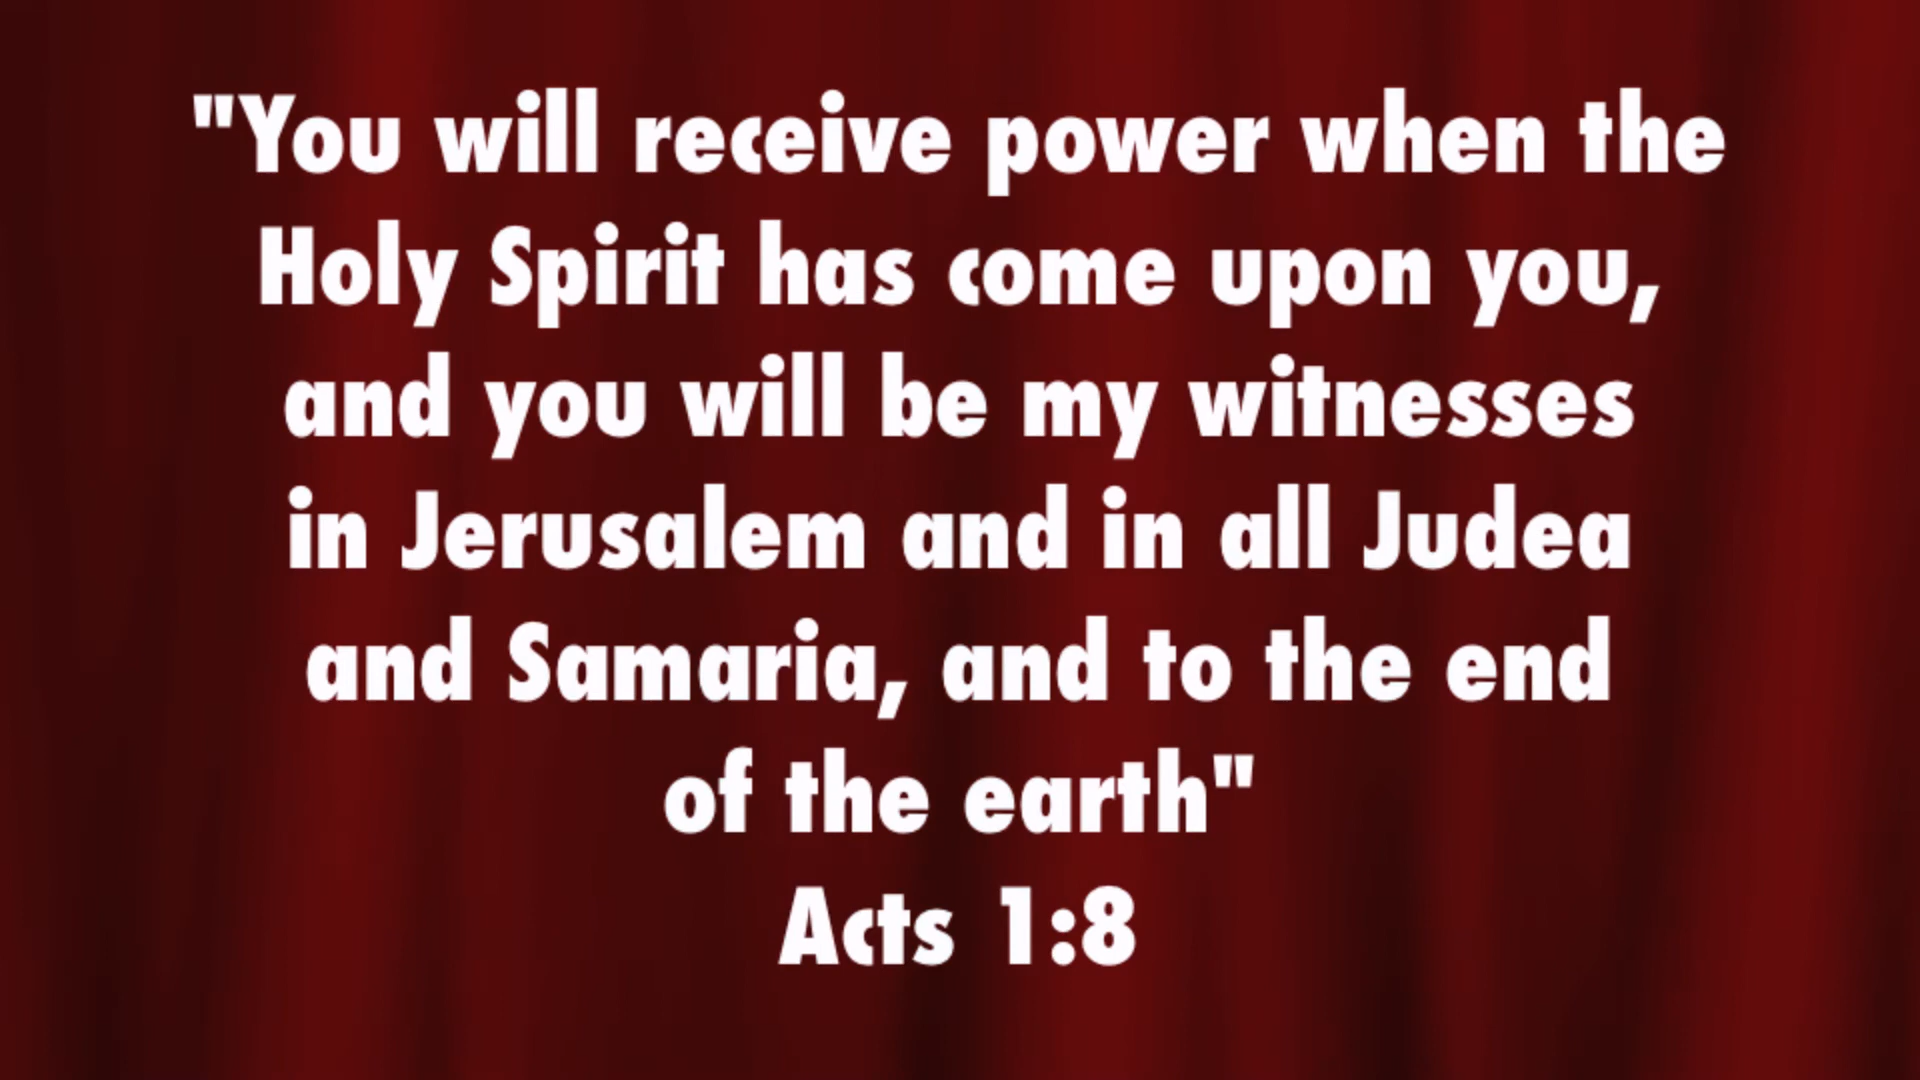 "You will receive power when the
Holy Spirit has come upon you,
and you will be my witnesses
in Jerusalem and in all Judea
and Samaria, and to the end
of the earth"
Acts 1:8